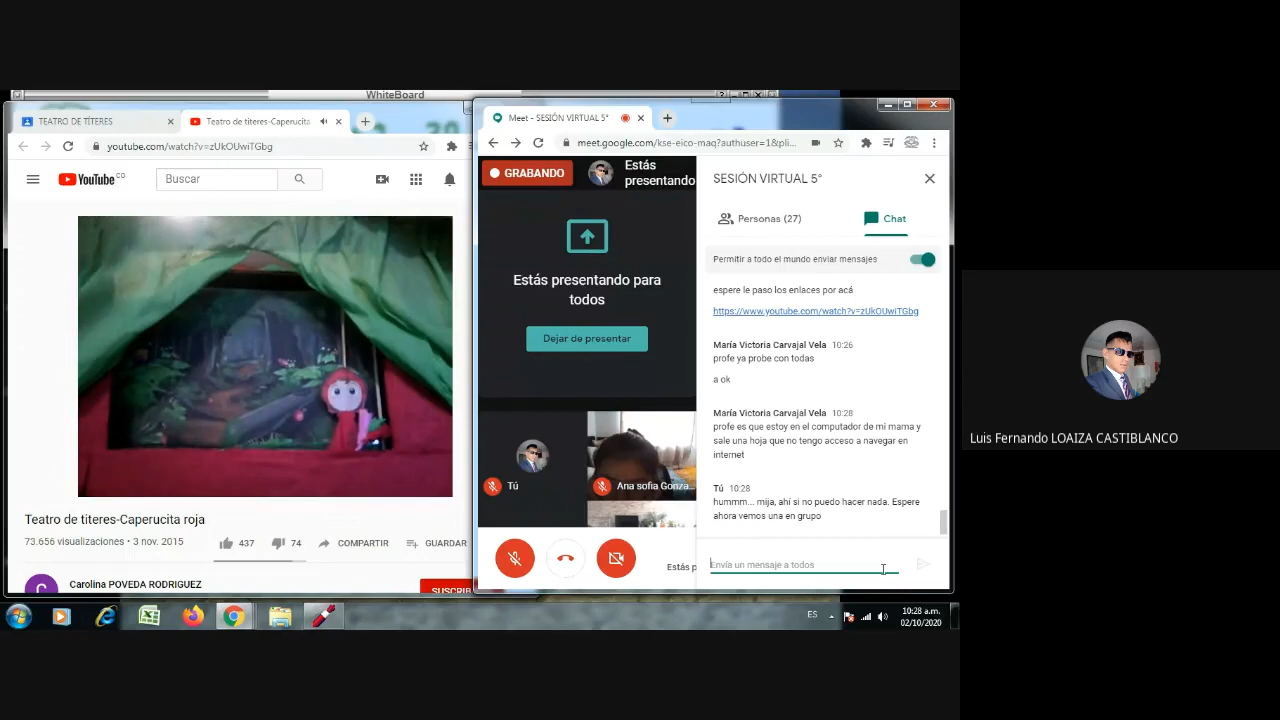 WhiteBoard
TEATRO DE TÍTERES
Teatro de titeres-Caperucita
youtube.com/watch?v=zUkOUwiTGbg
YouTube CO
Buscar
Teatro de titeres-Caperucita roja
73.656 visualizaciones • 3 nov. 2015
437
74
COMPARTIR
GUARDAR
C
Carolina POVEDA RODRIGUEZ
SUSCRIB
Meet - SESIÓN VIRTUAL 5°
meet.google.com/kse-eico-maq?authuser=1&pli...
GRABANDO
Estás
presentando
Estás presentando para
todos
Dejar de presentar
Tú
Ana sofia Gonza...
Estás p
SESIÓN VIRTUAL 5°
Personas (27)
Chat
Permitir a todo el mundo enviar mensajes
espere le paso los enlaces por acá
https://www.youtube.com/watch?v=zUkOUwiTGbg
María Victoria Carvajal Vela 10:26
profe ya probe con todas
a ok
María Victoria Carvajal Vela 10:28
profe es que estoy en el computador de mi mama y
sale una hoja que no tengo acceso a navegar en
internet
Tú 10:28
hummm... mija, ahí si no puedo hacer nada. Espere
ahora vemos una en grupo
Envía un mensaje a todos
ES
10:28 a.m.
02/10/2020
Luis Fernando LOAIZA CASTIBLANCO